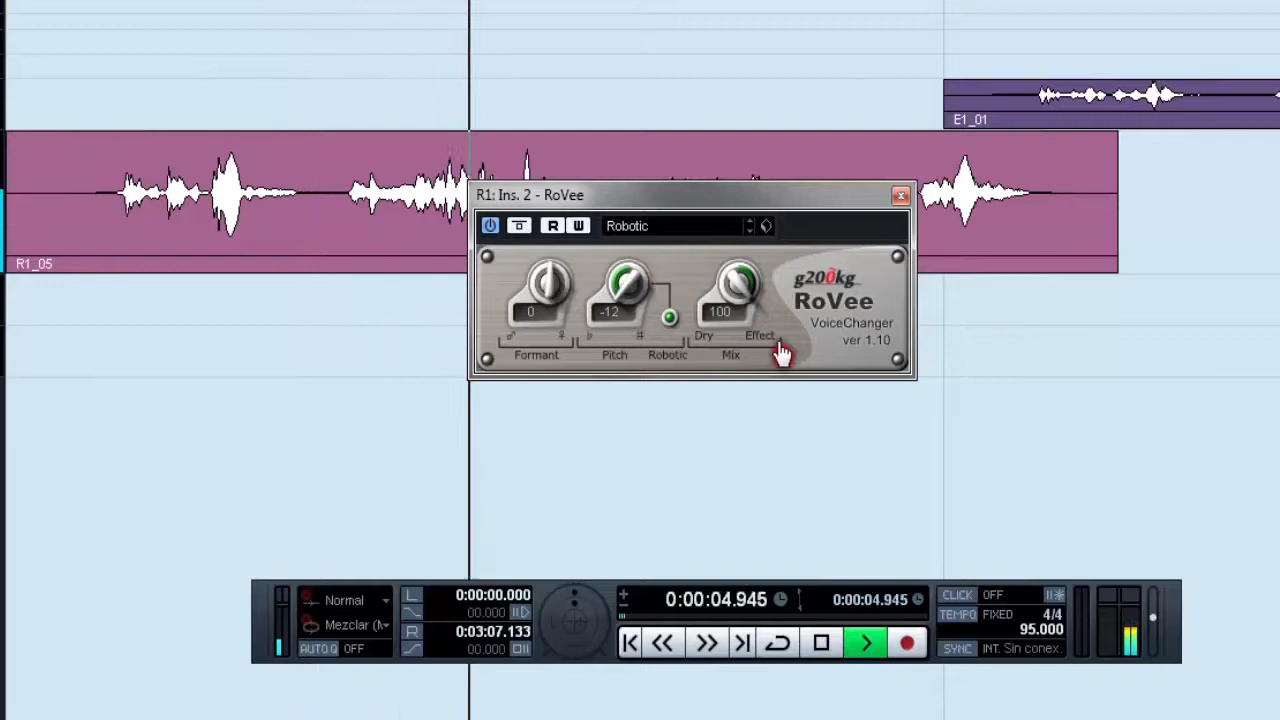 E1_01
R1_05
R1: Ins. 2 - RoVee
R W Robotic
0 -12 100
g200kg
RoVee
VoiceChanger
ver 1.10
Dry Effect
Formant Pitch Robotic Mix
Normal
Mezclar (M
AUTO Q OFF
L 0:00:00.000
00.000
R 0:03:07.133
00.000
0:00:04.945
0:00:04.945
CLICK OFF
TEMPO FIXED 4/4
95.000
SYNC INT. Sin conex.